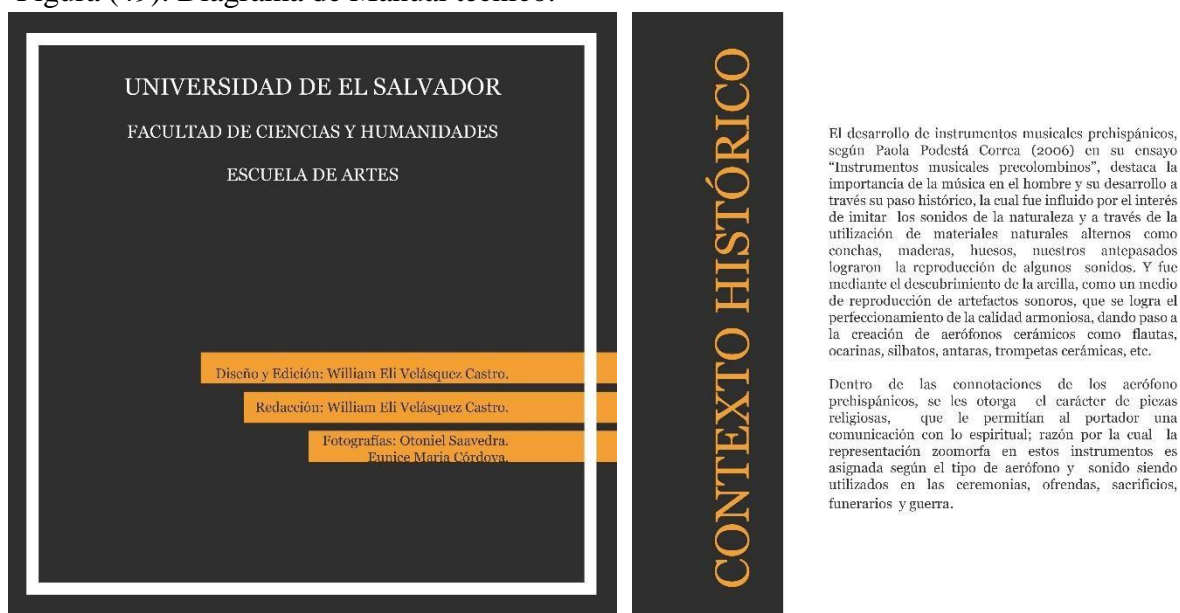 Figura (49): Diagrama de Manual técnico.
UNIVERSIDAD DE EL SALVADOR
FACULTAD DE CIENCIAS Y HUMANIDADES
ESCUELA DE ARTES
Diseño y Edición: William Eli Velásquez Castro.
Redacción: William Eli Velásquez Castro.
Fotografías: Otoniel Saavedra.
Eunice Maria Córdova.
CONTEXTO HISTÓRICO
El desarrollo de instrumentos musicales prehispánicos,
según Paola Podestá Correa (2006) en su ensayo
“Instrumentos musicales precolombinos”, destaca la
importancia de la música en el hombre y su desarrollo a
través su paso histórico, la cual fue influido por el interés
de imitar los sonidos de la naturaleza y a través de la
utilización de materiales naturales alternos como
conchas, maderas, huesos, nuestros antepasados
lograron la reproducción de algunos sonidos. Y fue
mediante el descubrimiento de la arcilla, como un medio
de reproducción de artefactos sonoros, que se logra el
perfeccionamiento de la calidad armoniosa, dando paso a
la creación de aerófonos cerámicos como flautas,
ocarinas, silbatos, antaras, trompetas cerámicas, etc.
Dentro de las connotaciones de los aerófono
prehispánicos, se les otorga el carácter de piezas
religiosas, que le permitían al portador una
comunicación con lo espiritual; razón por la cual la
representación zoomorfa en estos instrumentos es
asignada según el tipo de aerófono y sonido siendo
utilizados en las ceremonias, ofrendas, sacrificios,
funerarios y guerra.